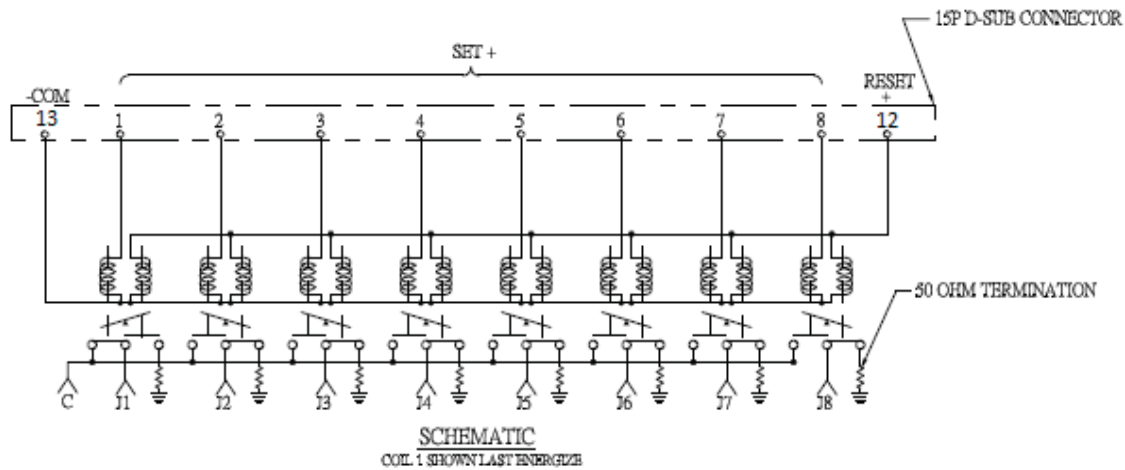 15P D-SUB CONNECTOR
SET +
-COM
RESET
+
13 1 2 3 4 5 6 7 8 12
50 OHM TERMINATION
C J1 J2 J3 J4 J5 J6 J7 J8
SCHEMATIC
COIL 1 SHOWN LAST ENERGIZE